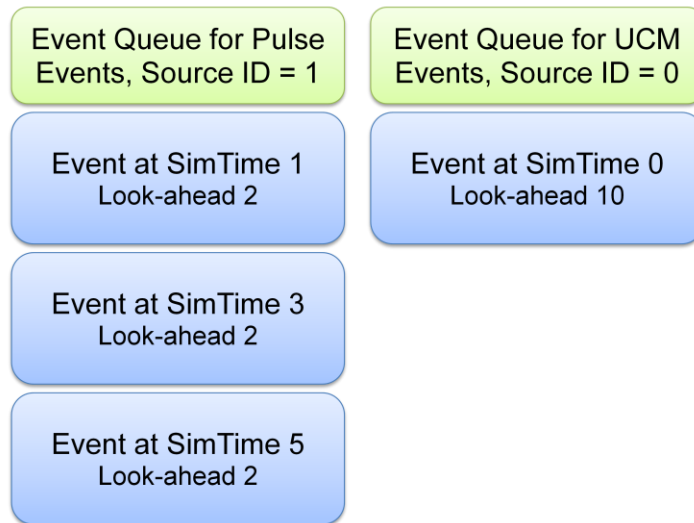 Event Queue for Pulse
Events, Source ID = 1
Event at SimTime 1
Look-ahead 2
Event at SimTime 3
Look-ahead 2
Event at SimTime 5
Look-ahead 2
Event Queue for UCM
Events, Source ID = 0
Event at SimTime 0
Look-ahead 10